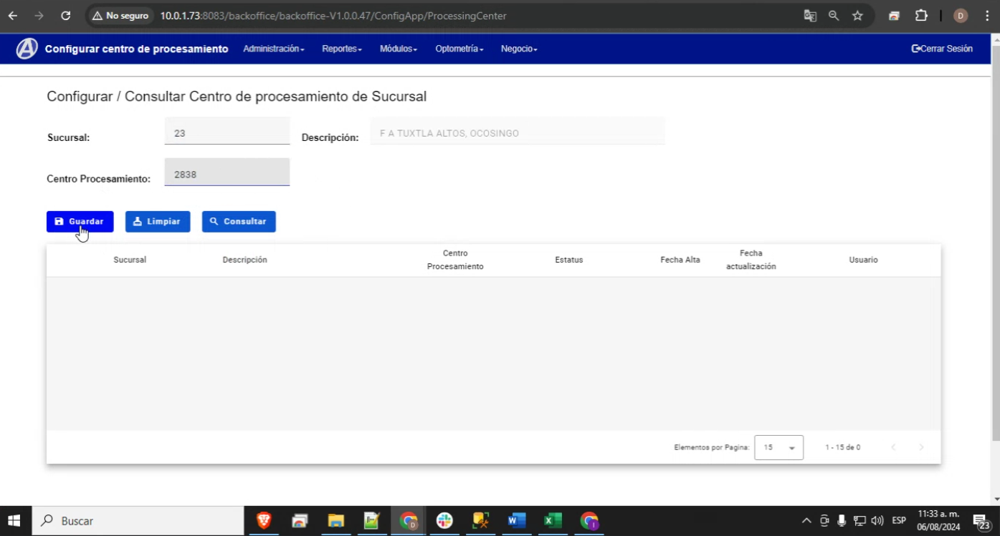 No seguro 10.0.1.73:8083/backoffice/backoffice-V1.0.0.47/ConfigApp/ProcessingCenter D
A Configurar centro de procesamiento Administración Reportes Módulos Optometría Negocio Cerrar Sesión
Configurar / Consultar Centro de procesamiento de Sucursal
Sucursal: 23 Descripción: F A TUXTLA ALTOS, OCOSINGO
Centro Procesamiento: 2838
Guardar Limpiar Consultar
Sucursal Descripción Centro Procesamiento Estatus Fecha Alta Fecha actualización Usuario
Elementos por Pagina: 15 1 - 15 de 0
Buscar ESP 11:33 a. m.
06/08/2024 23